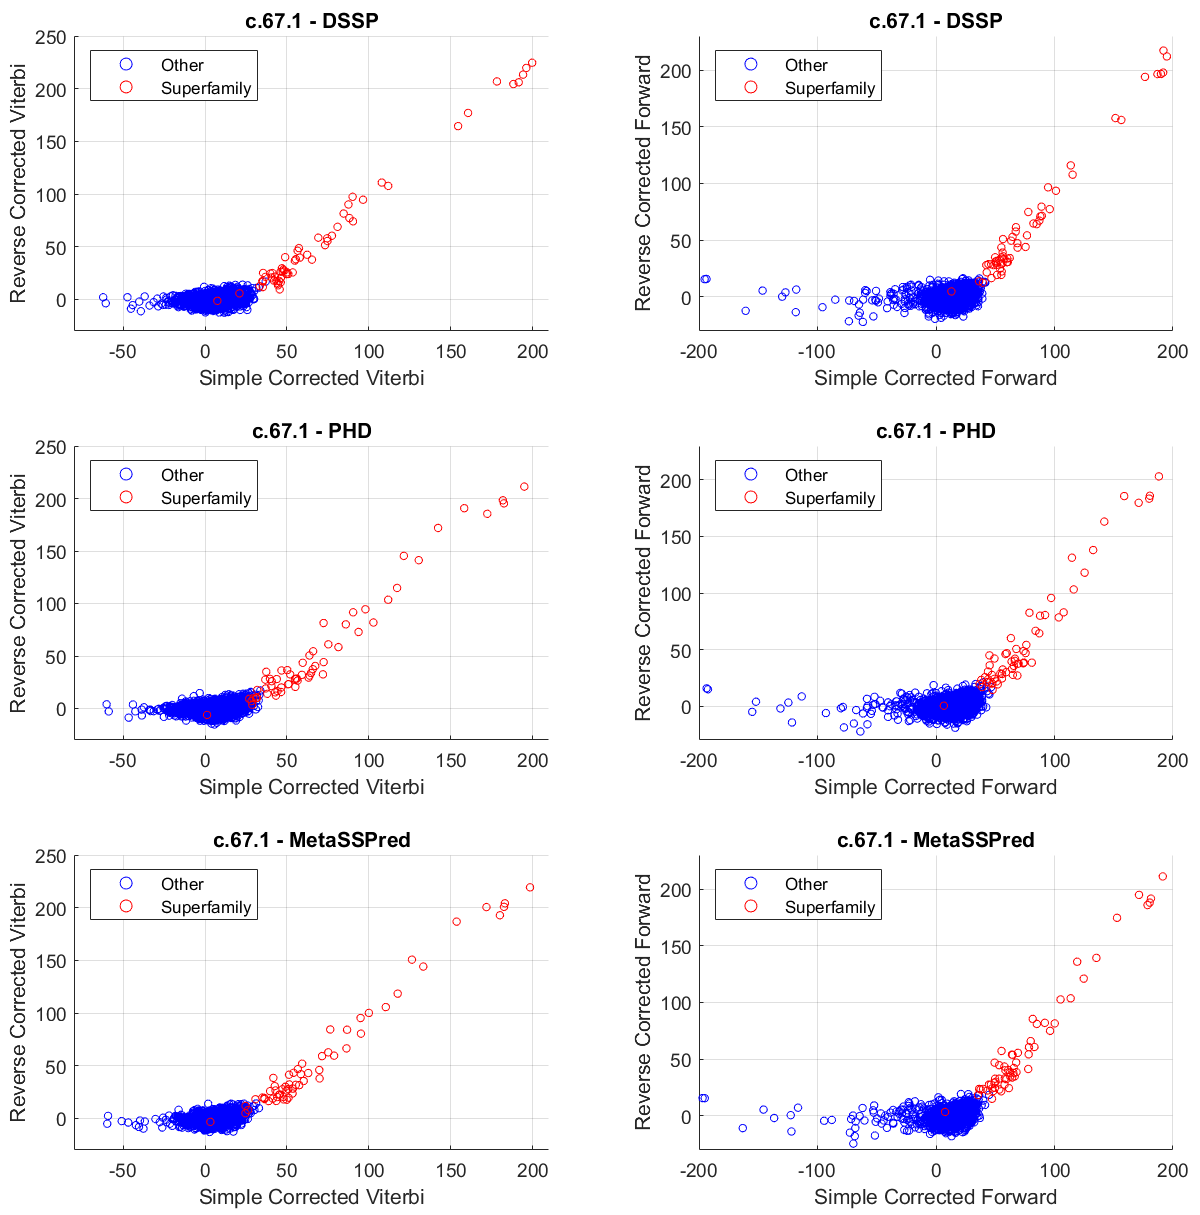 c.67.1 - DSSP
Reverse Corrected Viterbi
250
200
150
100
50
0
Other
Superfamily
-50 0 50 100 150 200
Simple Corrected Viterbi
c.67.1 - DSSP
Reverse Corrected Forward
200
150
100
50
0
Other
Superfamily
-200 -100 0 100 200
Simple Corrected Forward
c.67.1 - PHD
Reverse Corrected Viterbi
250
200
150
100
50
0
Other
Superfamily
-50 0 50 100 150 200
Simple Corrected Viterbi
c.67.1 - PHD
Reverse Corrected Forward
200
150
100
50
0
Other
Superfamily
-200 -100 0 100 200
Simple Corrected Forward
c.67.1 - MetaSSPred
Reverse Corrected Viterbi
250
200
150
100
50
0
Other
Superfamily
-50 0 50 100 150 200
Simple Corrected Viterbi
c.67.1 - MetaSSPred
Reverse Corrected Forward
200
150
100
50
0
Other
Superfamily
-200 -100 0 100 200
Simple Corrected Forward